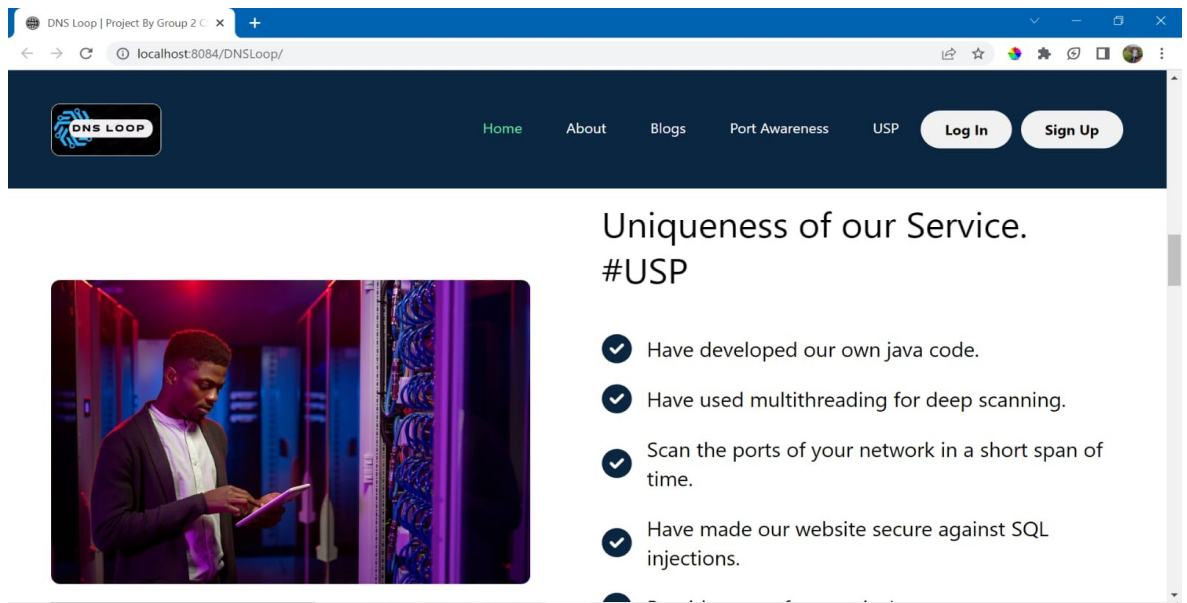 DNS Loop | Project By Group 2 C
localhost:8084/DNSLoop/
DNS LOOP
Home About Blogs Port Awareness USP Log In Sign Up
Uniqueness of our Service.
#USP
Have developed our own java code.
Have used multithreading for deep scanning.
Scan the ports of your network in a short span of
time.
Have made our website secure against SQL
injections.